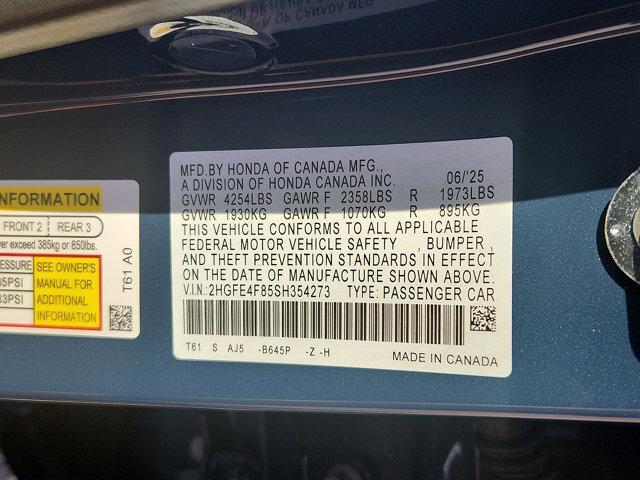 MFD.BY HONDA OF CANADA MFG.,
A DIVISION OF HONDA CANADA INC. 06/'25
GVWR 4254LBS GAWR F 2358LBS R 1973LBS
GVWR 1930KG GAWR F 1070KG R 895KG
THIS VEHICLE CONFORMS TO ALL APPLICABLE
FEDERAL MOTOR VEHICLE SAFETY , BUMPER ,
AND THEFT PREVENTION STANDARDS IN EFFECT
ON THE DATE OF MANUFACTURE SHOWN ABOVE.
V.I.N.: 2HGFE4F85SH354273 TYPE: PASSENGER CAR
T61 S AJ5 -B645P -Z -H
MADE IN CANADA
INFORMATION
FRONT 2 REAR 3
exceed 385kg or 850lbs.
SEE OWNER'S
MANUAL FOR
ADDITIONAL
INFORMATION
T61 A0